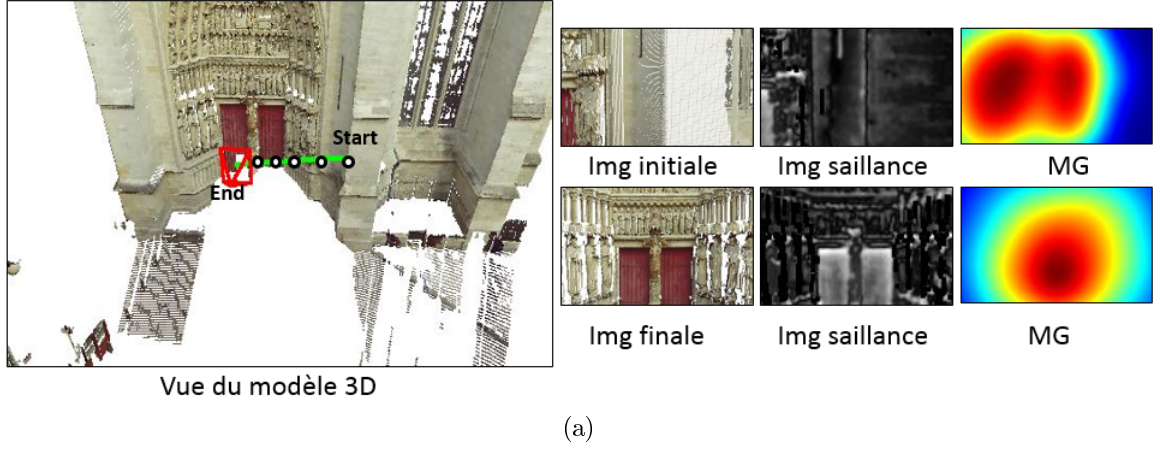 Start
End
Img initiale
Img saillance
MG
Img finale
Img saillance
MG
Vue du modèle 3D
(a)